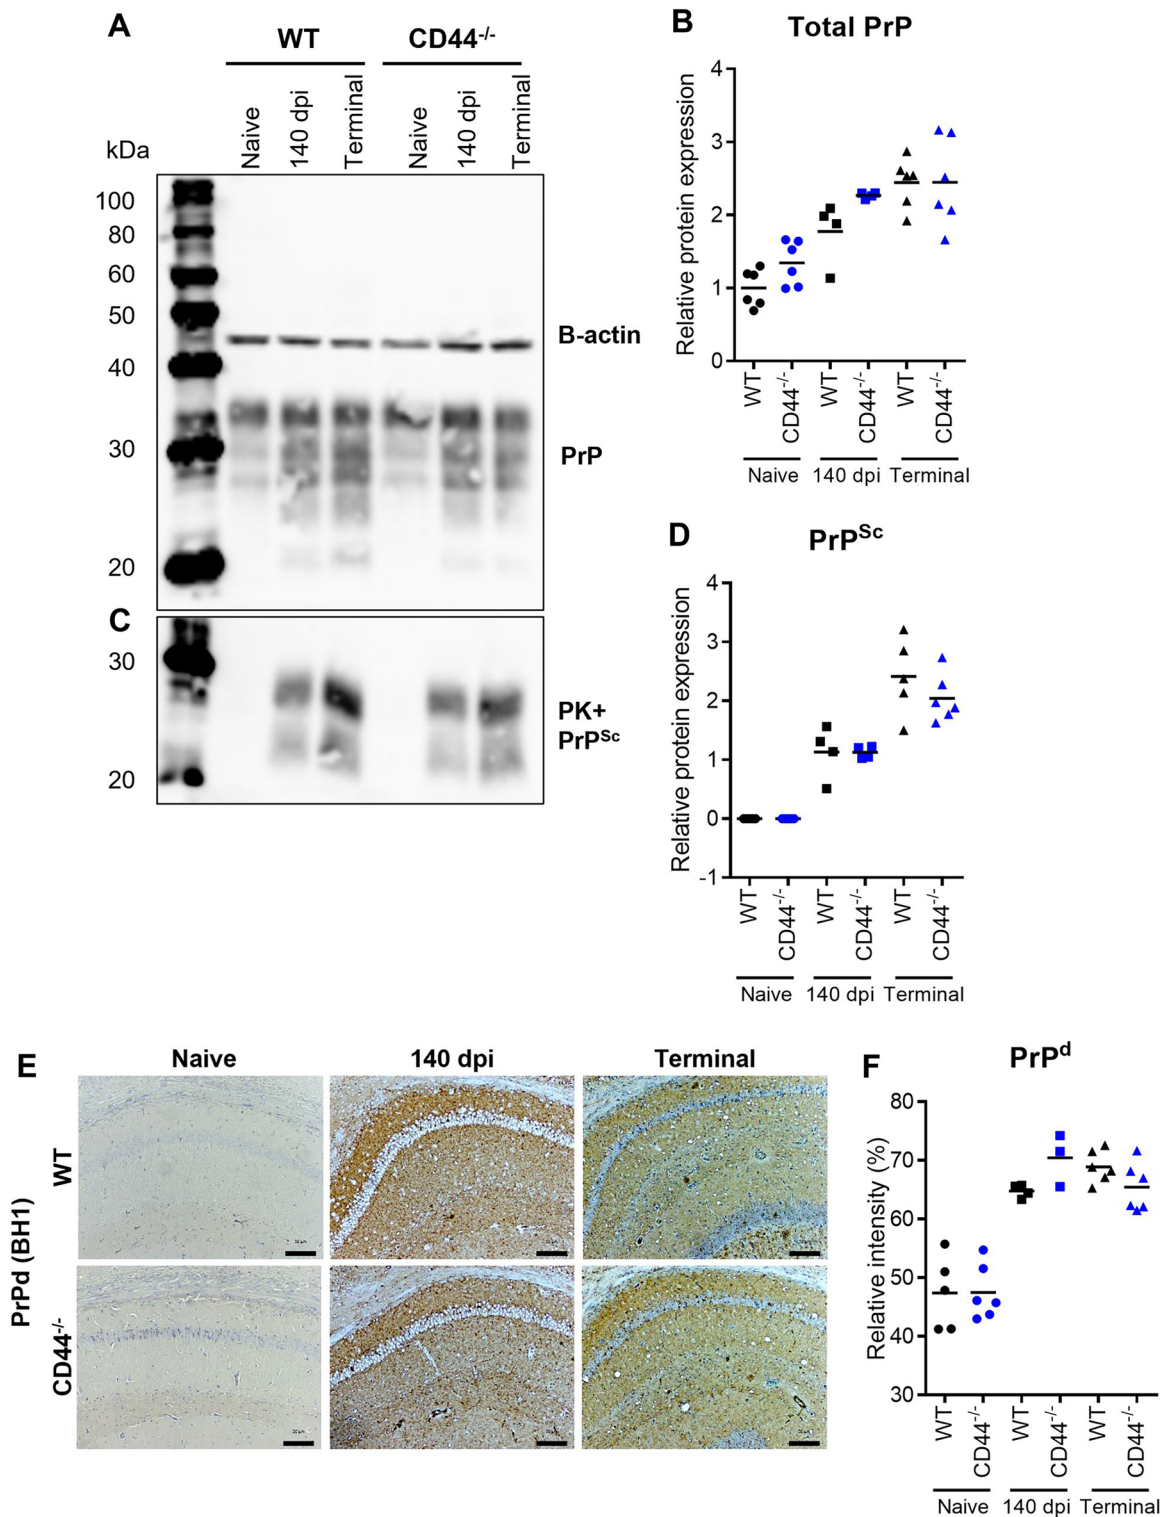 A
WT
CD44-/-
Naive
140 dpi
Terminal
Naive
140 dpi
Terminal
kDa
100
80
60
50
40
30
20
B-actin
PrP
B
Total PrP
Relative protein expression
4
3
2
1
0
WT
CD44-/-
WT
CD44-/-
WT
CD44-/-
Naive
140 dpi
Terminal
C
30
20
PK+
PrPSc
D
PrPSc
Relative protein expression
4
3
2
1
0
-1
WT
CD44-/-
WT
CD44-/-
WT
CD44-/-
Naive
140 dpi
Terminal
E
Naive
140 dpi
Terminal
PrPd (BH1)
WT
CD44-/-
F
PrPd
Relative intensity (%)
80
70
60
50
40
30
WT
CD44-/-
WT
CD44-/-
WT
CD44-/-
Naive
140 dpi
Terminal